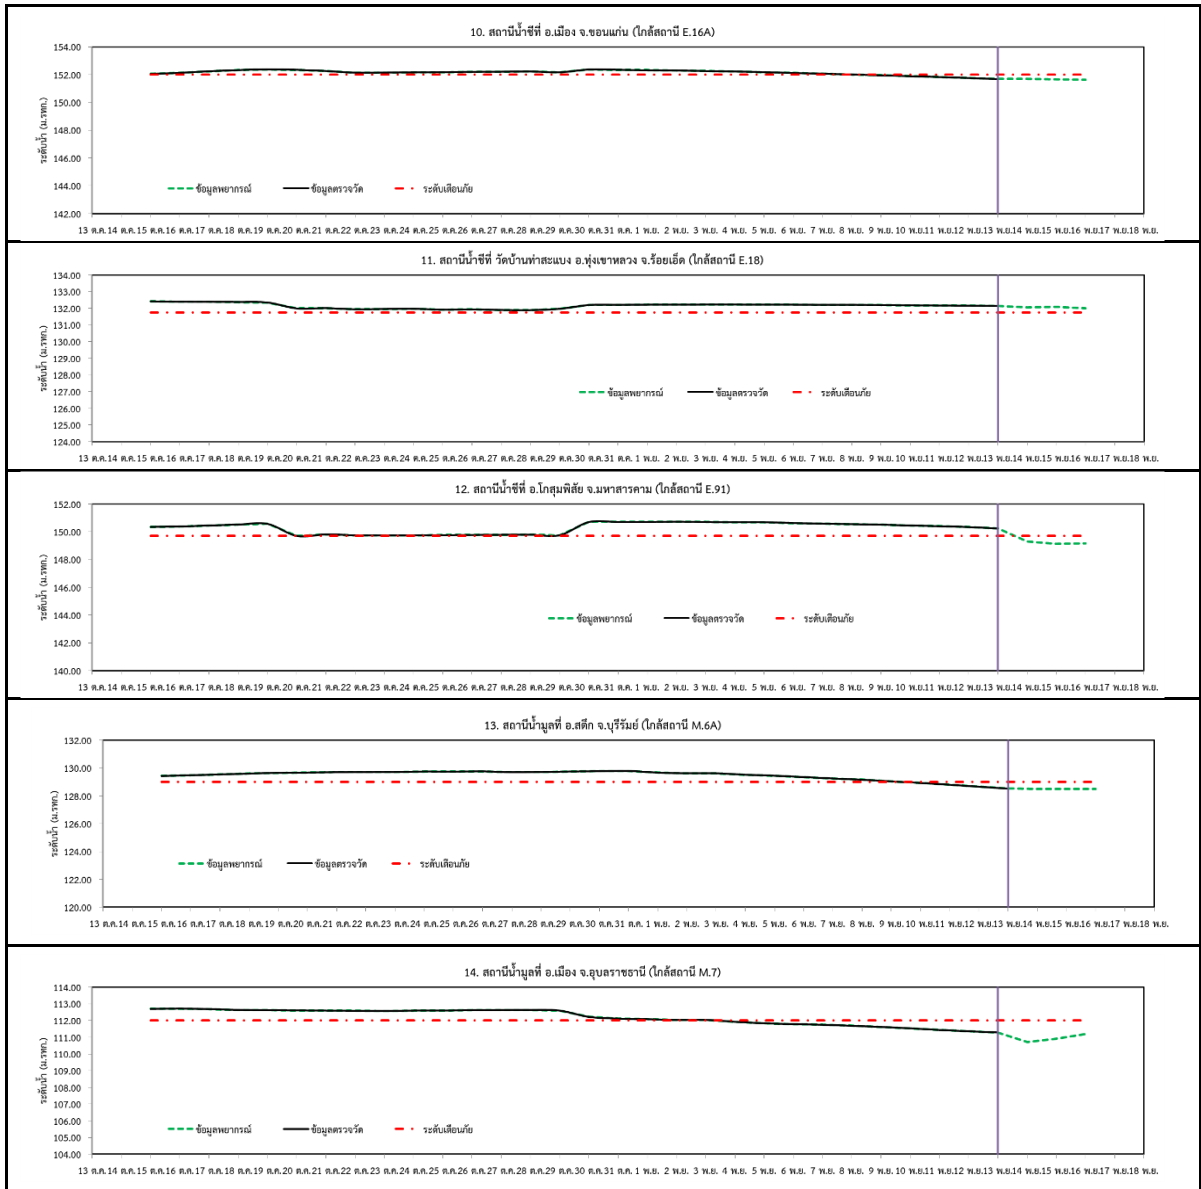 10. สถานีน้ำชีที่ อ.เมือง จ.ขอนแก่น (ใกล้สถานี E.16A)
ระดับน้ำ (ม.รทก.)
154.00
152.00
150.00
148.00
146.00
144.00
142.00
ข้อมูลพยากรณ์ ข้อมูลตรวจวัด ระดับเตือนภัย
13 ต.ค.14 ต.ค.15 ต.ค.16 ต.ค.17 ต.ค.18 ต.ค.19 ต.ค.20 ต.ค.21 ต.ค.22 ต.ค.23 ต.ค.24 ต.ค.25 ต.ค.26 ต.ค.27 ต.ค.28 ต.ค.29 ต.ค.30 ต.ค.31 ต.ค. 1 พ.ย. 2 พ.ย. 3 พ.ย. 4 พ.ย. 5 พ.ย. 6 พ.ย. 7 พ.ย. 8 พ.ย. 9 พ.ย.10 พ.ย.11 พ.ย.12 พ.ย.13 พ.ย.14 พ.ย.15 พ.ย.16 พ.ย.17 พ.ย.18 พ.ย.
11. สถานีน้ำชีที่ วัดบ้านท่าสะแบง อ.ทุ่งเขาหลวง จ.ร้อยเอ็ด (ใกล้สถานี E.18)
ระดับน้ำ (ม.รทก.)
134.00
133.00
132.00
131.00
130.00
129.00
128.00
127.00
126.00
125.00
124.00
ข้อมูลพยากรณ์ ข้อมูลตรวจวัด ระดับเตือนภัย
13 ต.ค.14 ต.ค.15 ต.ค.16 ต.ค.17 ต.ค.18 ต.ค.19 ต.ค.20 ต.ค.21 ต.ค.22 ต.ค.23 ต.ค.24 ต.ค.25 ต.ค.26 ต.ค.27 ต.ค.28 ต.ค.29 ต.ค.30 ต.ค.31 ต.ค. 1 พ.ย. 2 พ.ย. 3 พ.ย. 4 พ.ย. 5 พ.ย. 6 พ.ย. 7 พ.ย. 8 พ.ย. 9 พ.ย.10 พ.ย.11 พ.ย.12 พ.ย.13 พ.ย.14 พ.ย.15 พ.ย.16 พ.ย.17 พ.ย.18 พ.ย.
12. สถานีน้ำชีที่ อ.โกสุมพิสัย จ.มหาสารคาม (ใกล้สถานี E.91)
ระดับน้ำ (ม.รทก.)
152.00
150.00
148.00
146.00
144.00
142.00
140.00
ข้อมูลพยากรณ์ ข้อมูลตรวจวัด ระดับเตือนภัย
13 ต.ค.14 ต.ค.15 ต.ค.16 ต.ค.17 ต.ค.18 ต.ค.19 ต.ค.20 ต.ค.21 ต.ค.22 ต.ค.23 ต.ค.24 ต.ค.25 ต.ค.26 ต.ค.27 ต.ค.28 ต.ค.29 ต.ค.30 ต.ค.31 ต.ค. 1 พ.ย. 2 พ.ย. 3 พ.ย. 4 พ.ย. 5 พ.ย. 6 พ.ย. 7 พ.ย. 8 พ.ย. 9 พ.ย.10 พ.ย.11 พ.ย.12 พ.ย.13 พ.ย.14 พ.ย.15 พ.ย.16 พ.ย.17 พ.ย.18 พ.ย.
13. สถานีน้ำมูลที่ อ.สตึก จ.บุรีรัมย์ (ใกล้สถานี M.6A)
ระดับน้ำ (ม.รทก.)
132.00
130.00
128.00
126.00
124.00
122.00
120.00
ข้อมูลพยากรณ์ ข้อมูลตรวจวัด ระดับเตือนภัย
13 ต.ค.14 ต.ค.15 ต.ค.16 ต.ค.17 ต.ค.18 ต.ค.19 ต.ค.20 ต.ค.21 ต.ค.22 ต.ค.23 ต.ค.24 ต.ค.25 ต.ค.26 ต.ค.27 ต.ค.28 ต.ค.29 ต.ค.30 ต.ค.31 ต.ค. 1 พ.ย. 2 พ.ย. 3 พ.ย. 4 พ.ย. 5 พ.ย. 6 พ.ย. 7 พ.ย. 8 พ.ย. 9 พ.ย.10 พ.ย.11 พ.ย.12 พ.ย.13 พ.ย.14 พ.ย.15 พ.ย.16 พ.ย.17 พ.ย.18 พ.ย.
14. สถานีน้ำมูลที่ อ.เมือง จ.อุบลราชธานี (ใกล้สถานี M.7)
ระดับน้ำ (ม.รทก.)
114.00
113.00
112.00
111.00
110.00
109.00
108.00
107.00
106.00
105.00
104.00
ข้อมูลพยากรณ์ ข้อมูลตรวจวัด ระดับเตือนภัย
13 ต.ค.14 ต.ค.15 ต.ค.16 ต.ค.17 ต.ค.18 ต.ค.19 ต.ค.20 ต.ค.21 ต.ค.22 ต.ค.23 ต.ค.24 ต.ค.25 ต.ค.26 ต.ค.27 ต.ค.28 ต.ค.29 ต.ค.30 ต.ค.31 ต.ค. 1 พ.ย. 2 พ.ย. 3 พ.ย. 4 พ.ย. 5 พ.ย. 6 พ.ย. 7 พ.ย. 8 พ.ย. 9 พ.ย.10 พ.ย.11 พ.ย.12 พ.ย.13 พ.ย.14 พ.ย.15 พ.ย.16 พ.ย.17 พ.ย.18 พ.ย.